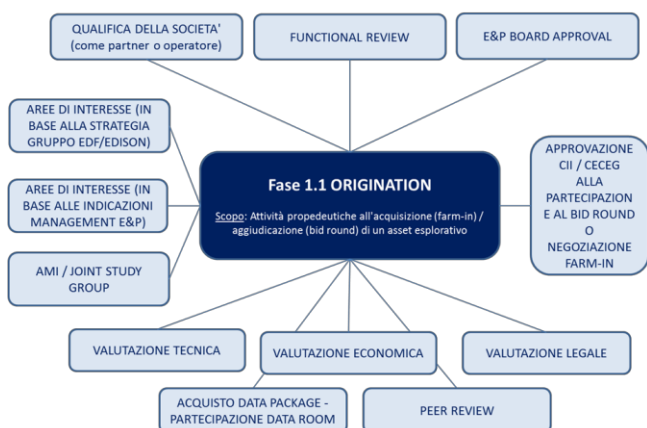 QUALIFICA DELLA SOCIETA'
(come partner o operatore)
FUNCTIONAL REVIEW
E&P BOARD APPROVAL
AREE DI INTERESSE (IN
BASE ALLA STRATEGIA
GRUPPO EDF/EDISON)
AREE DI INTERESSE (IN
BASE ALLE INDICAZIONI
MANAGEMENT E&P)
AMI / JOINT STUDY
GROUP
Fase 1.1 ORIGINATION
Scopo: Attività propedeutiche all'acquisizione (farm-in) /
aggiudicazione (bid round) di un asset esplorativo
APPROVAZIONE
CII / CECEG
ALLA
PARTECIPAZION
E AL BID ROUND
O
NEGOZIAZIONE
FARM-IN
VALUTAZIONE TECNICA
VALUTAZIONE ECONOMICA
VALUTAZIONE LEGALE
ACQUISTO DATA PACKAGE -
PARTECIPAZIONE DATA ROOM
PEER REVIEW